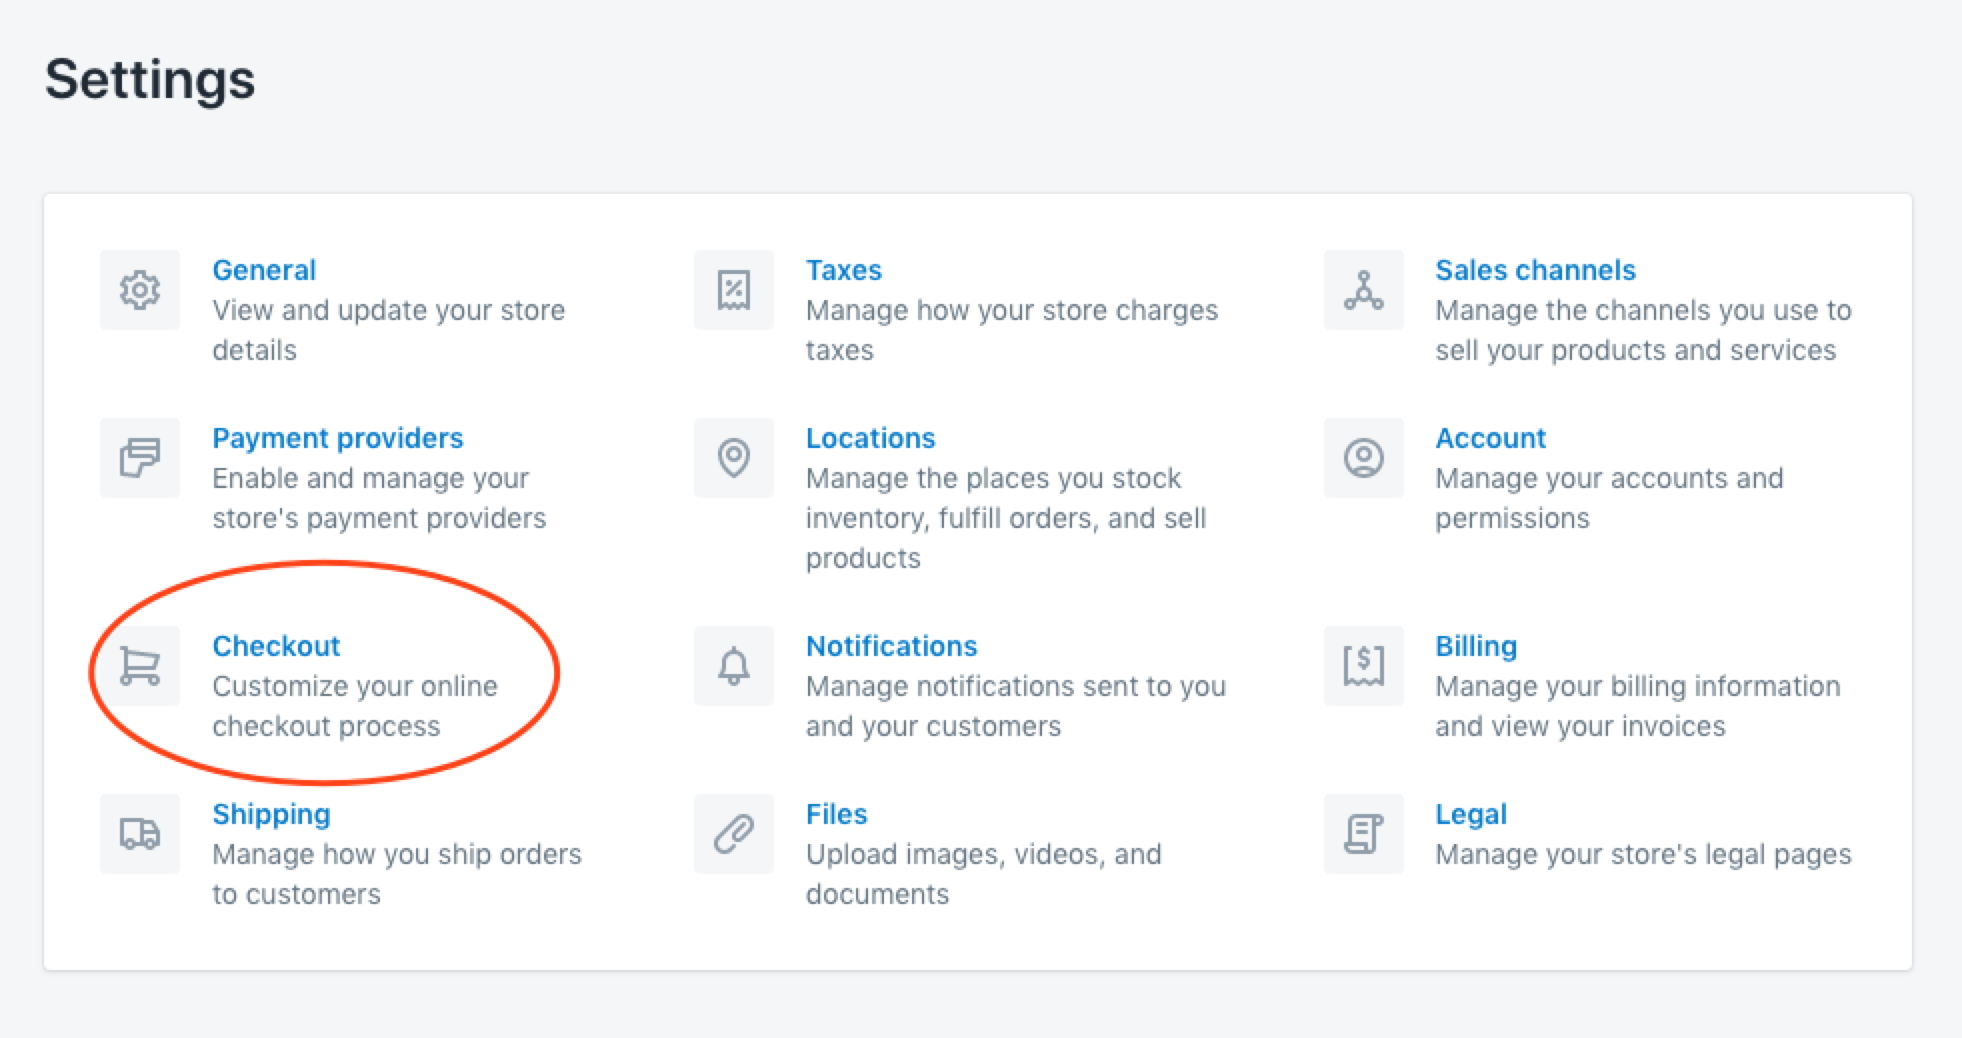 Settings
General
View and update your store
details
Taxes
Manage how your store charges
taxes
Sales channels
Manage the channels you use to
sell your products and services
Payment providers
Enable and manage your
store's payment providers
Locations
Manage the places you stock
inventory, fulfill orders, and sell
products
Account
Manage your accounts and
permissions
Checkout
Customize your online
checkout process
Notifications
Manage notifications sent to you
and your customers
Billing
Manage your billing information
and view your invoices
Shipping
Manage how you ship orders
to customers
Files
Upload images, videos, and
documents
Legal
Manage your store's legal pages